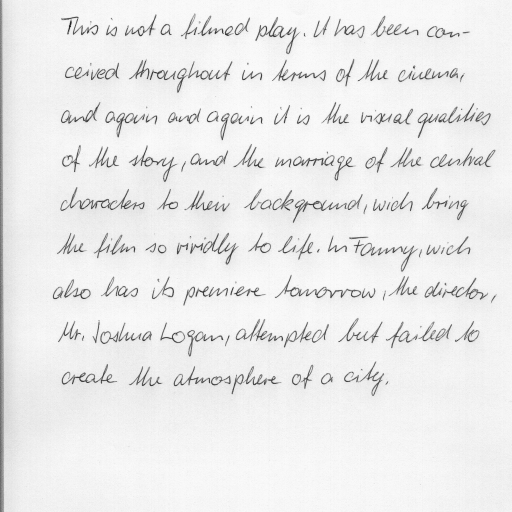 This is not a filmed play. It has been con-
ceived throughout in terms of the cinema,
and again and again it is the visual qualities
of the story, and the marriage of the central
characters to their background, wich bring
the film so vividly to life. In Fanny, wich
also has its premiere tomorrow, the director,
Mr. Joshua Logan, attempted but failed to
create the atmosphere of a city.